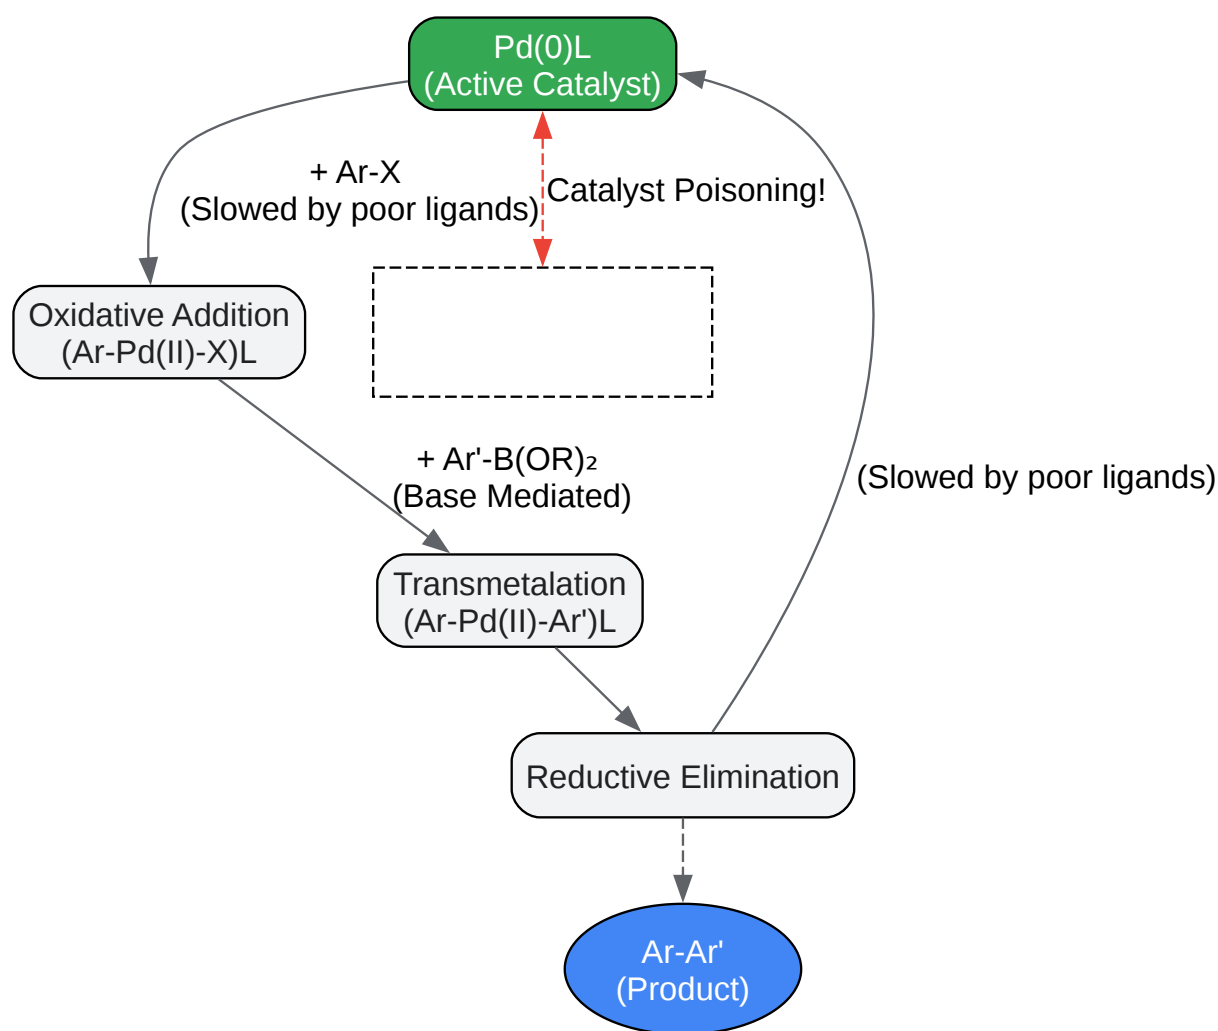 Pd(0)L
(Active Catalyst)
+ Ar-X
(Slowed by poor ligands)
Catalyst Poisoning!
Oxidative Addition
(Ar-Pd(II)-X)L
+ Ar'-B(OR)₂
(Base Mediated)
(Slowed by poor ligands)
Transmetalation
(Ar-Pd(II)-Ar')L
Reductive Elimination
Ar-Ar'
(Product)